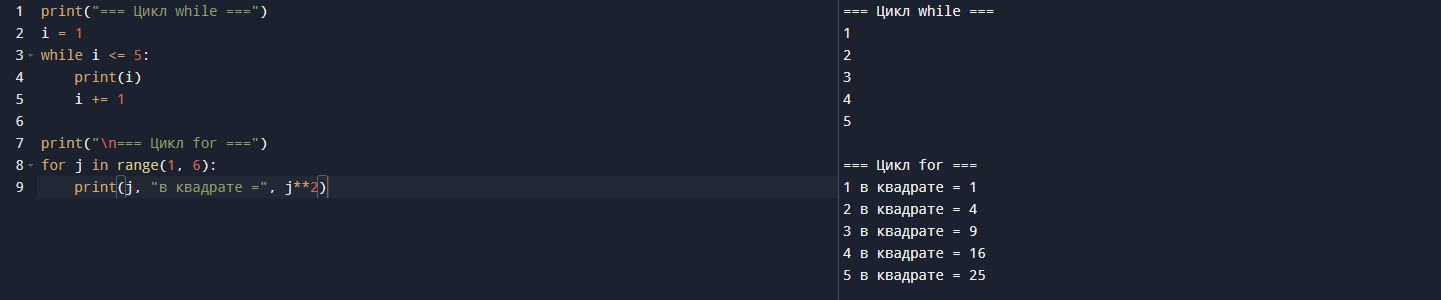 1 print("=== Цикл while ===")
2 i = 1
3 while i <= 5:
4     print(i)
5     i += 1
6
7 print("\n=== Цикл for ===")
8 for j in range(1, 6):
9     print(j, "в квадрате =", j**2)
=== Цикл while ===
1
2
3
4
5

=== Цикл for ===
1 в квадрате = 1
2 в квадрате = 4
3 в квадрате = 9
4 в квадрате = 16
5 в квадрате = 25